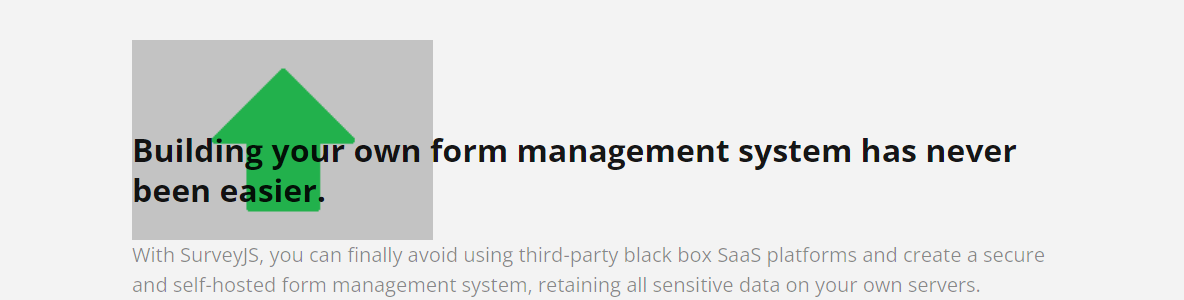 Building your own form management system has never
been easier.
With SurveyJS, you can finally avoid using third-party black box SaaS platforms and create a secure
and self-hosted form management system, retaining all sensitive data on your own servers.